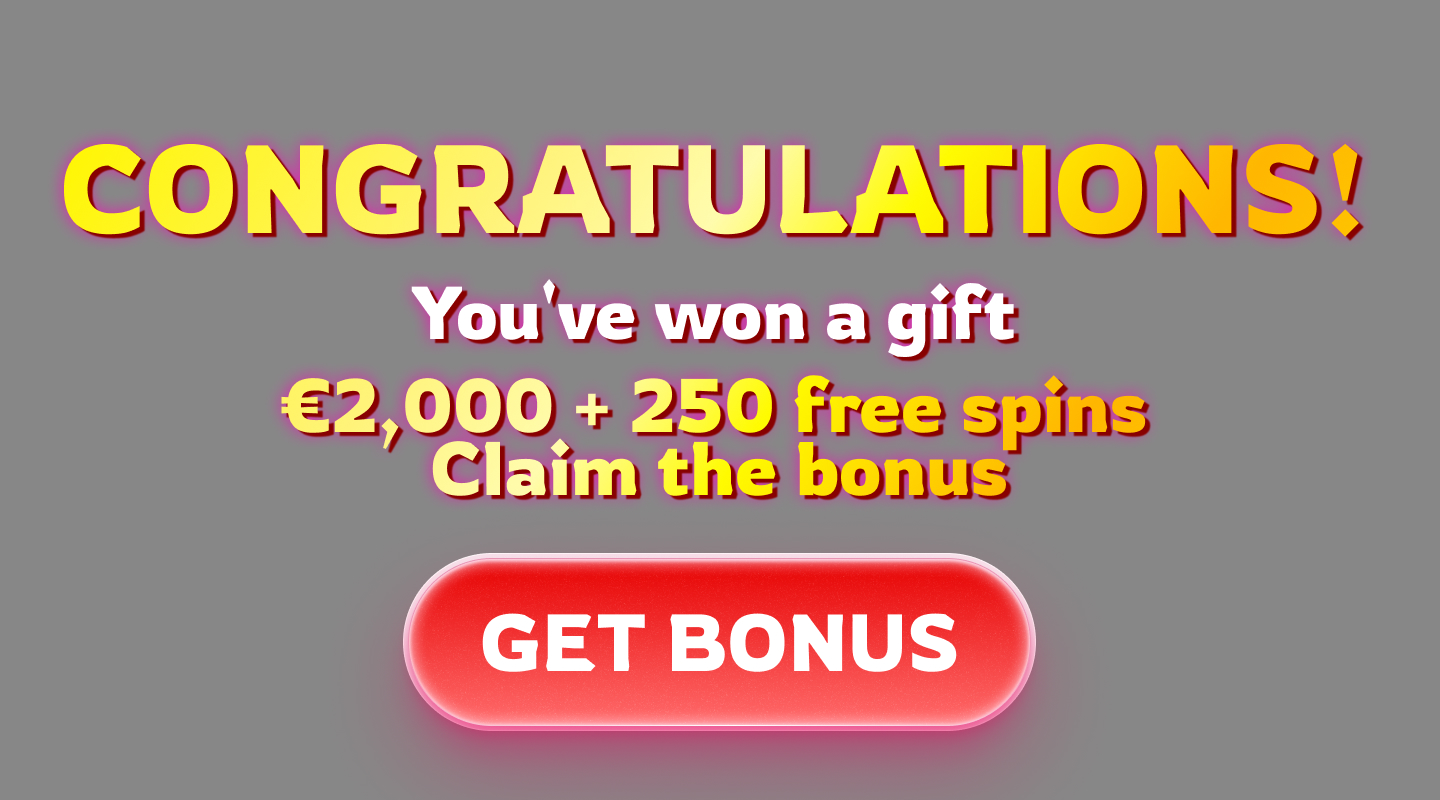 CONGRATULATIONS!
You've won a gift
€2,000 + 250 free spins
Claim the bonus
GET BONUS